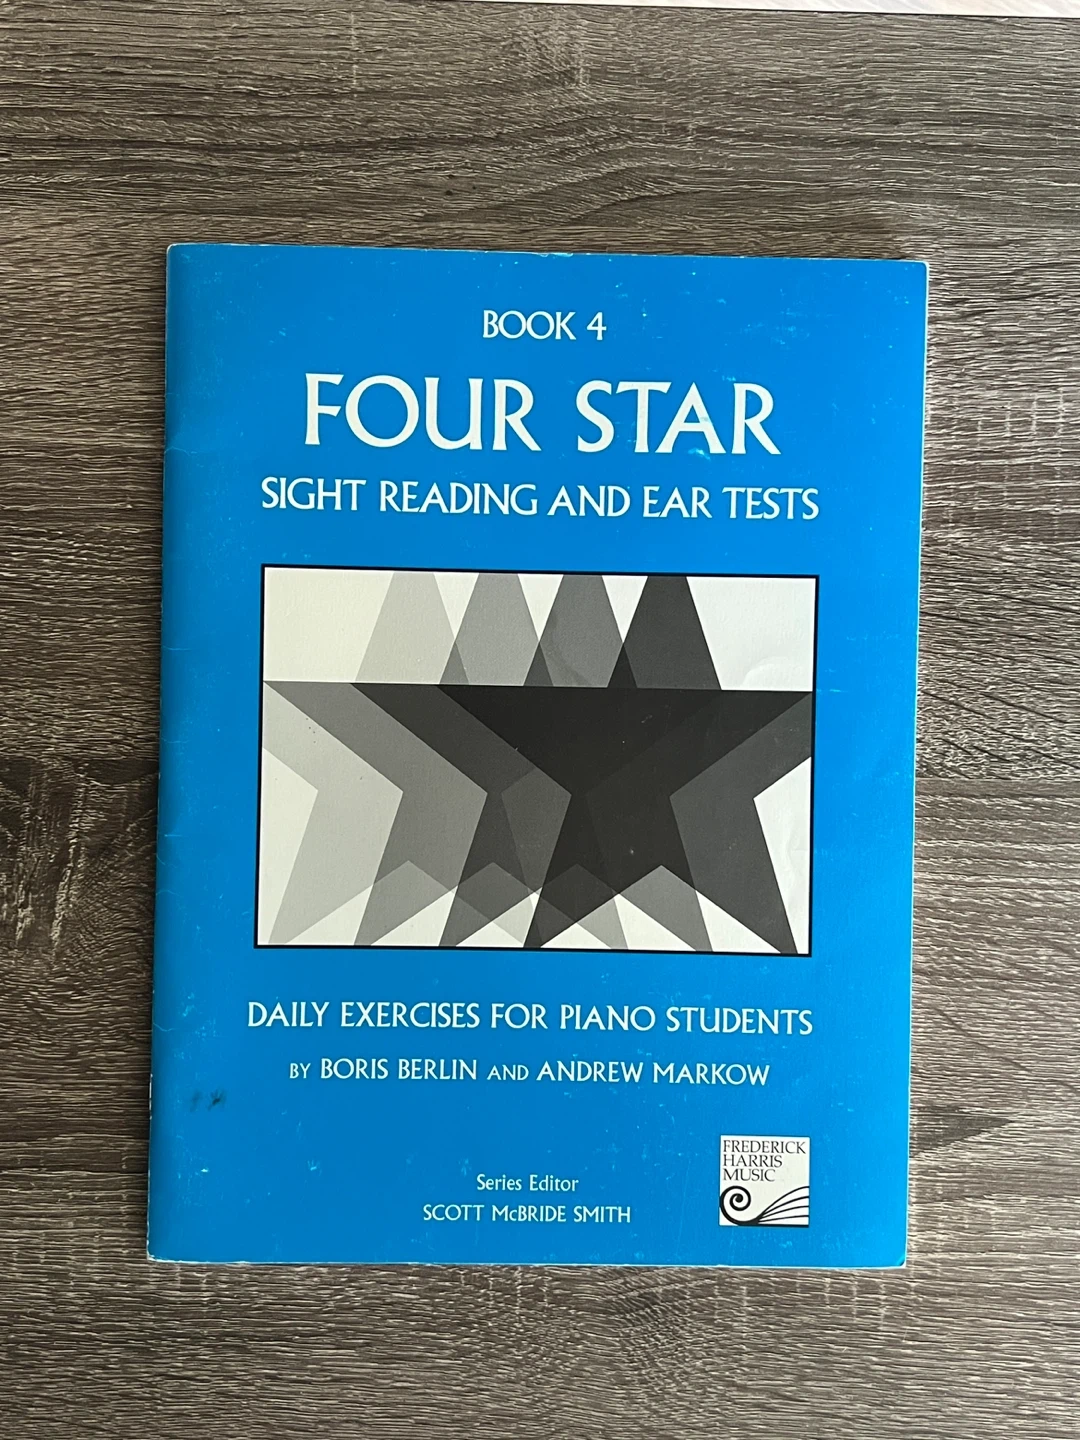 BOOK 4
FOUR STAR
SIGHT READING AND EAR TESTS
DAILY EXERCISES FOR PIANO STUDENTS
BY BORIS BERLIN AND ANDREW MARKOW
Series Editor
SCOTT McBRIDE SMITH
FREDERICK
HARRIS
MUSIC